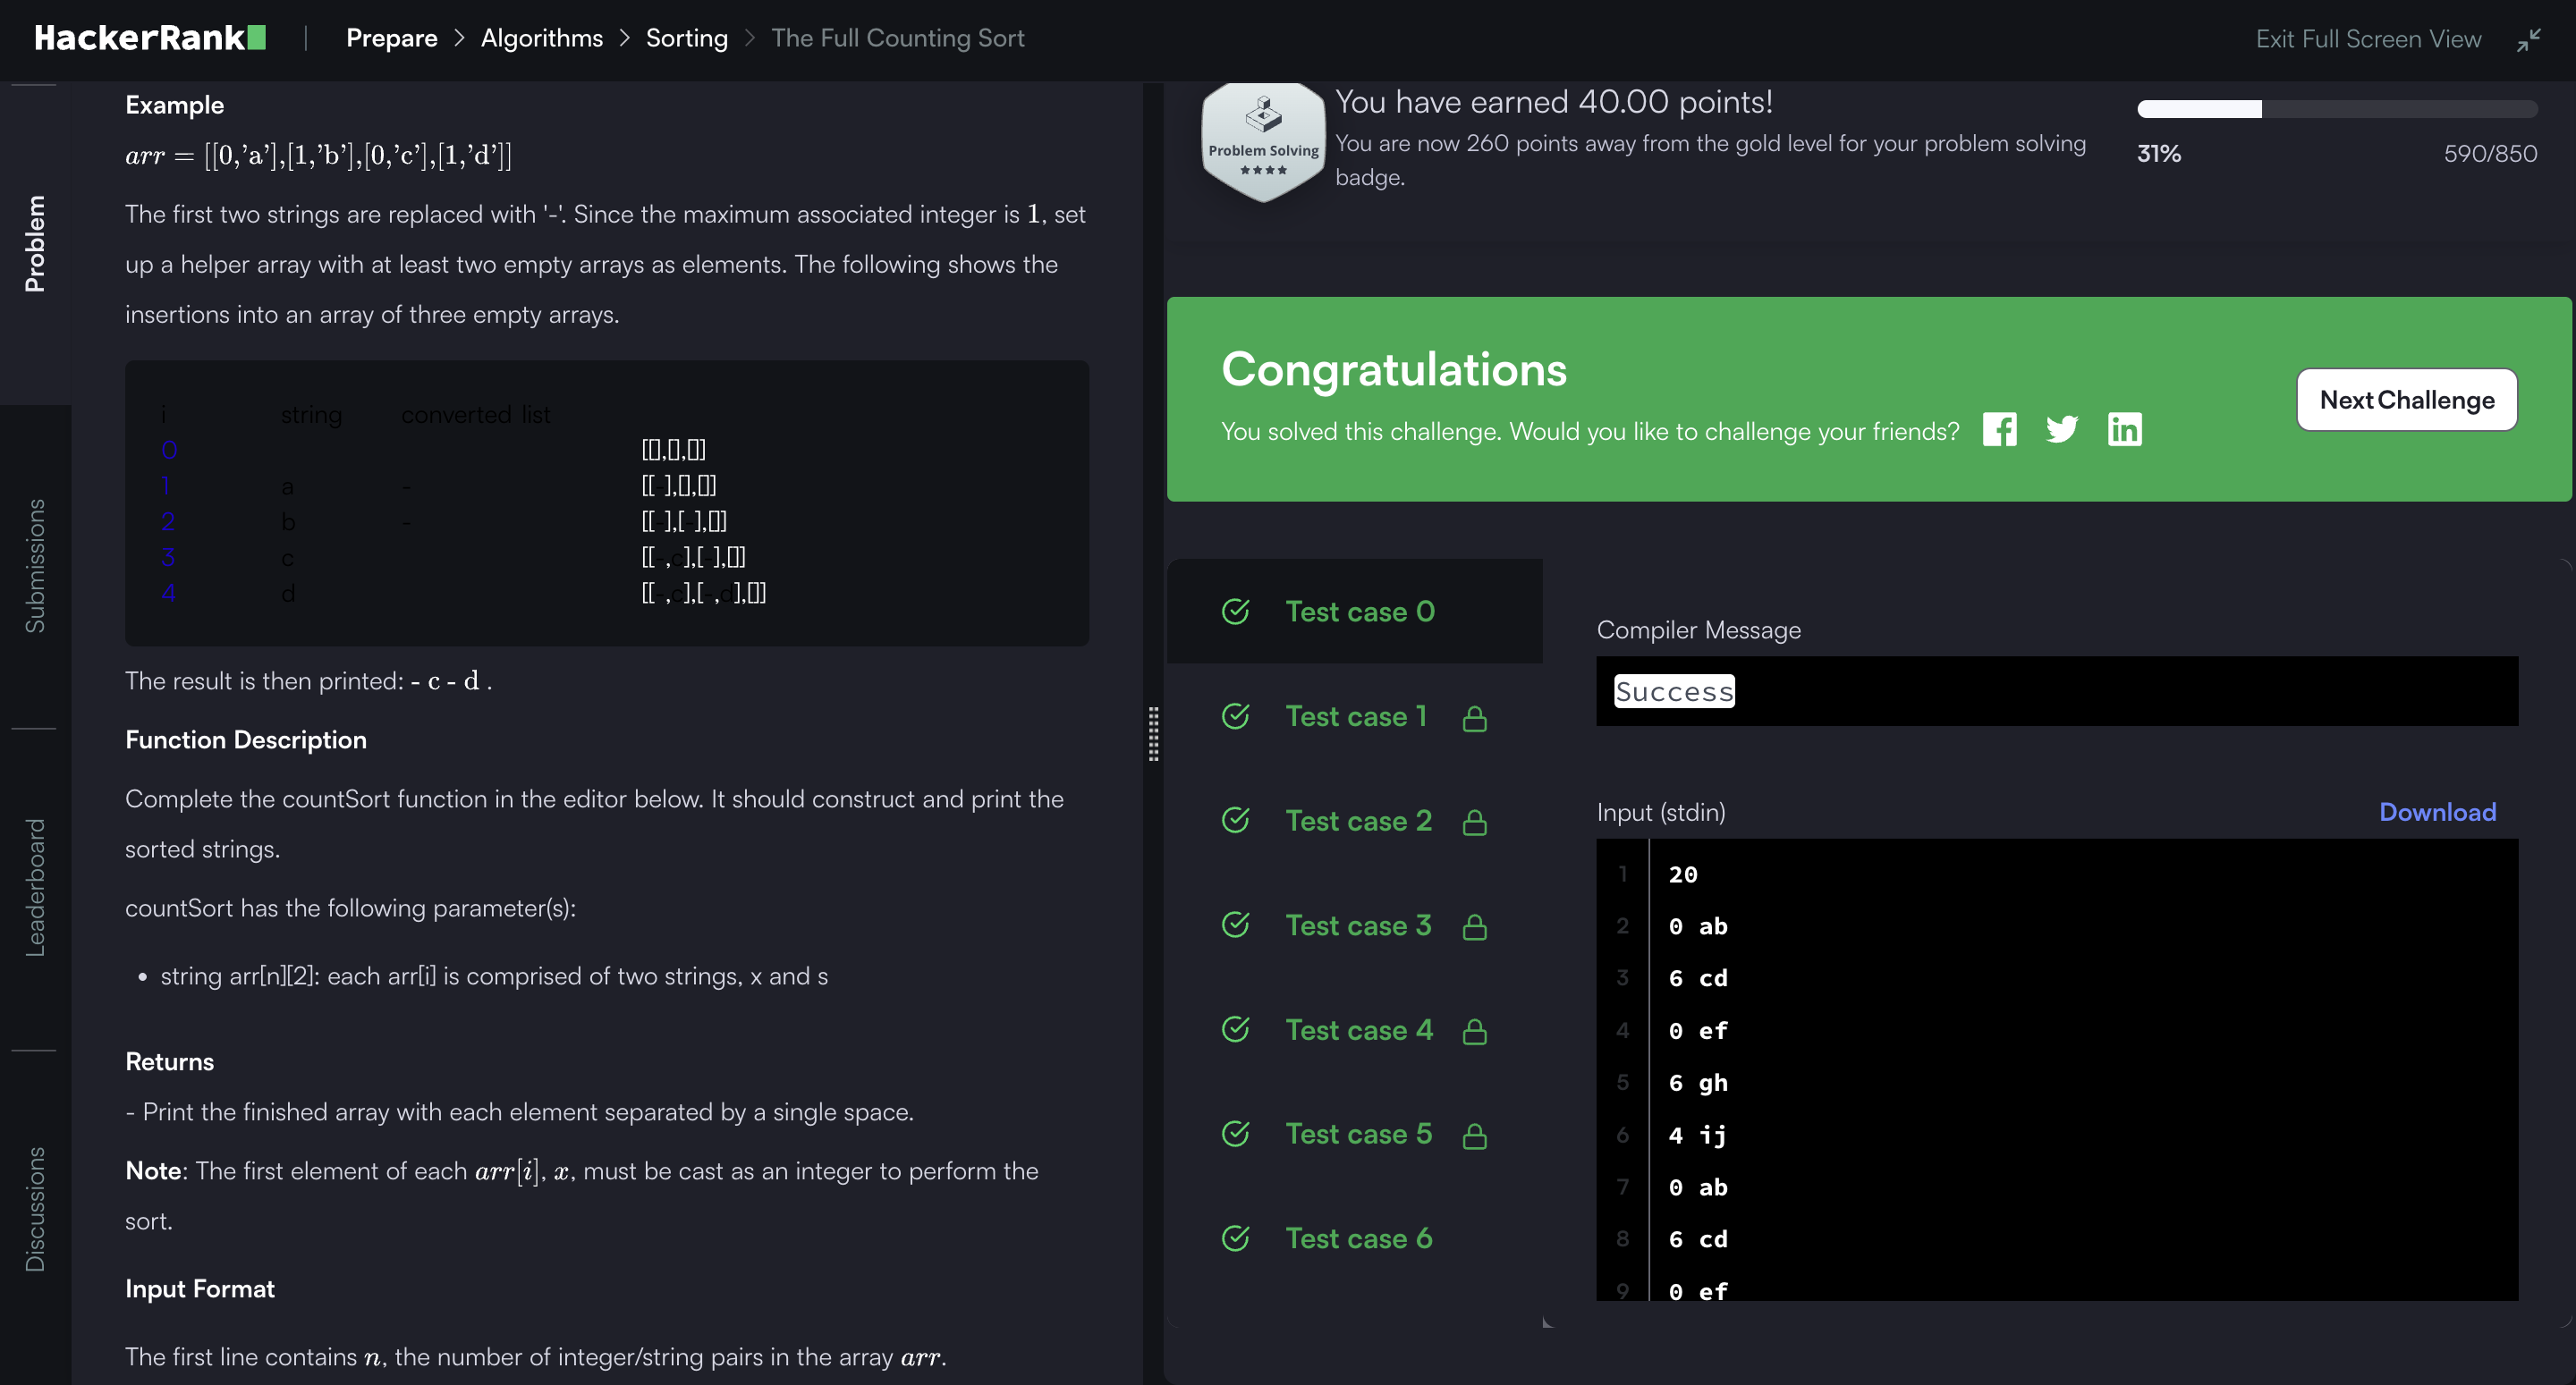 HackerRank
Prepare > Algorithms > Sorting > The Full Counting Sort
Exit Full Screen View
Problem
Submissions
Leaderboard
Discussions
Example
arr = [[0,'a'],[1,'b'],[0,'c'],[1,'d']]
The first two strings are replaced with '-'. Since the maximum associated integer is 1, set
up a helper array with at least two empty arrays as elements. The following shows the
insertions into an array of three empty arrays.
i string converted list
0 [[],[],[]]
1 a - [[-],[],[]]
2 b - [[-],[-],[]]
3 c [[-,c],[-],[]]
4 d [[-,c],[-,d],[]]
The result is then printed: - c - d .
Function Description
Complete the countSort function in the editor below. It should construct and print the
sorted strings.
countSort has the following parameter(s):
• string arr[n][2]: each arr[i] is comprised of two strings, x and s
Returns
- Print the finished array with each element separated by a single space.
Note: The first element of each arr[i], x, must be cast as an integer to perform the
sort.
Input Format
The first line contains n, the number of integer/string pairs in the array arr.
Problem Solving
You have earned 40.00 points!
You are now 260 points away from the gold level for your problem solving
badge.
31% 590/850
Congratulations
You solved this challenge. Would you like to challenge your friends?
Next Challenge
Test case 0
Test case 1
Test case 2
Test case 3
Test case 4
Test case 5
Test case 6
Compiler Message
Success
Input (stdin)
Download
1 20
2 0 ab
3 6 cd
4 0 ef
5 6 gh
6 4 ij
7 0 ab
8 6 cd
9 0 ef